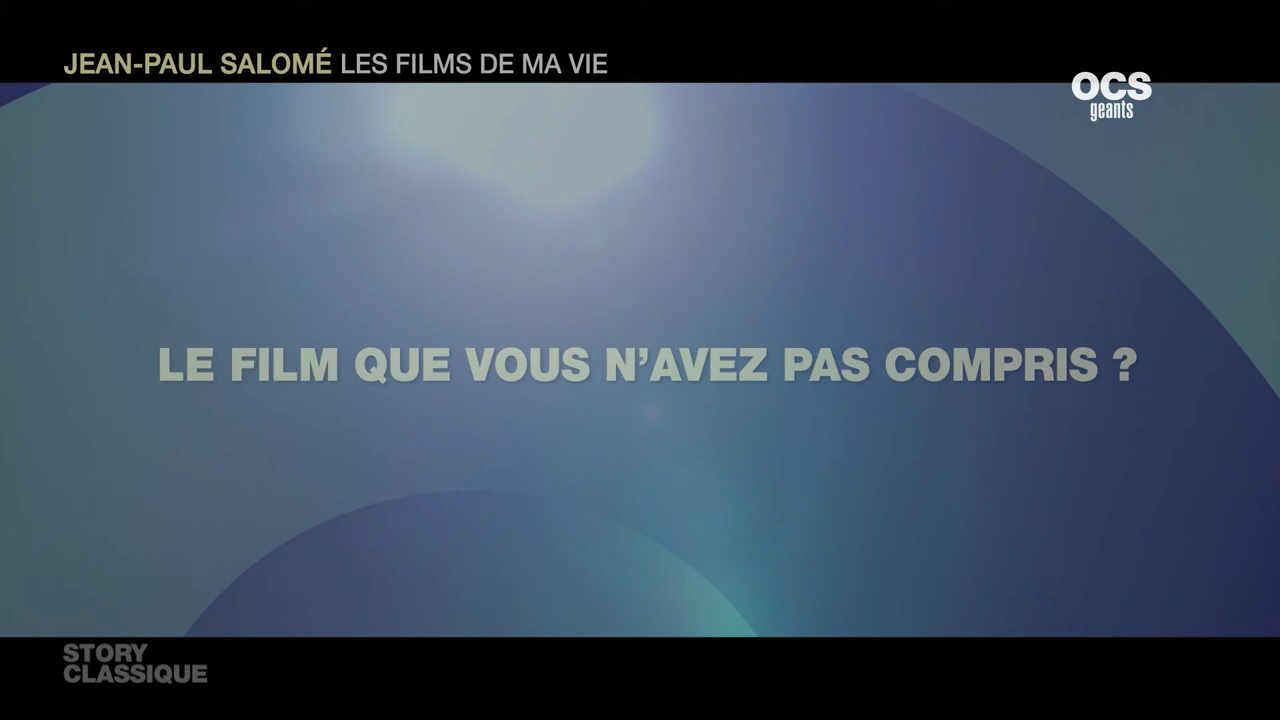 JEAN-PAUL SALOMÉ LES FILMS DE MA VIE
OCS
geants
LE FILM QUE VOUS N'AVEZ PAS COMPRIS ?
STORY
CLASSIQUE